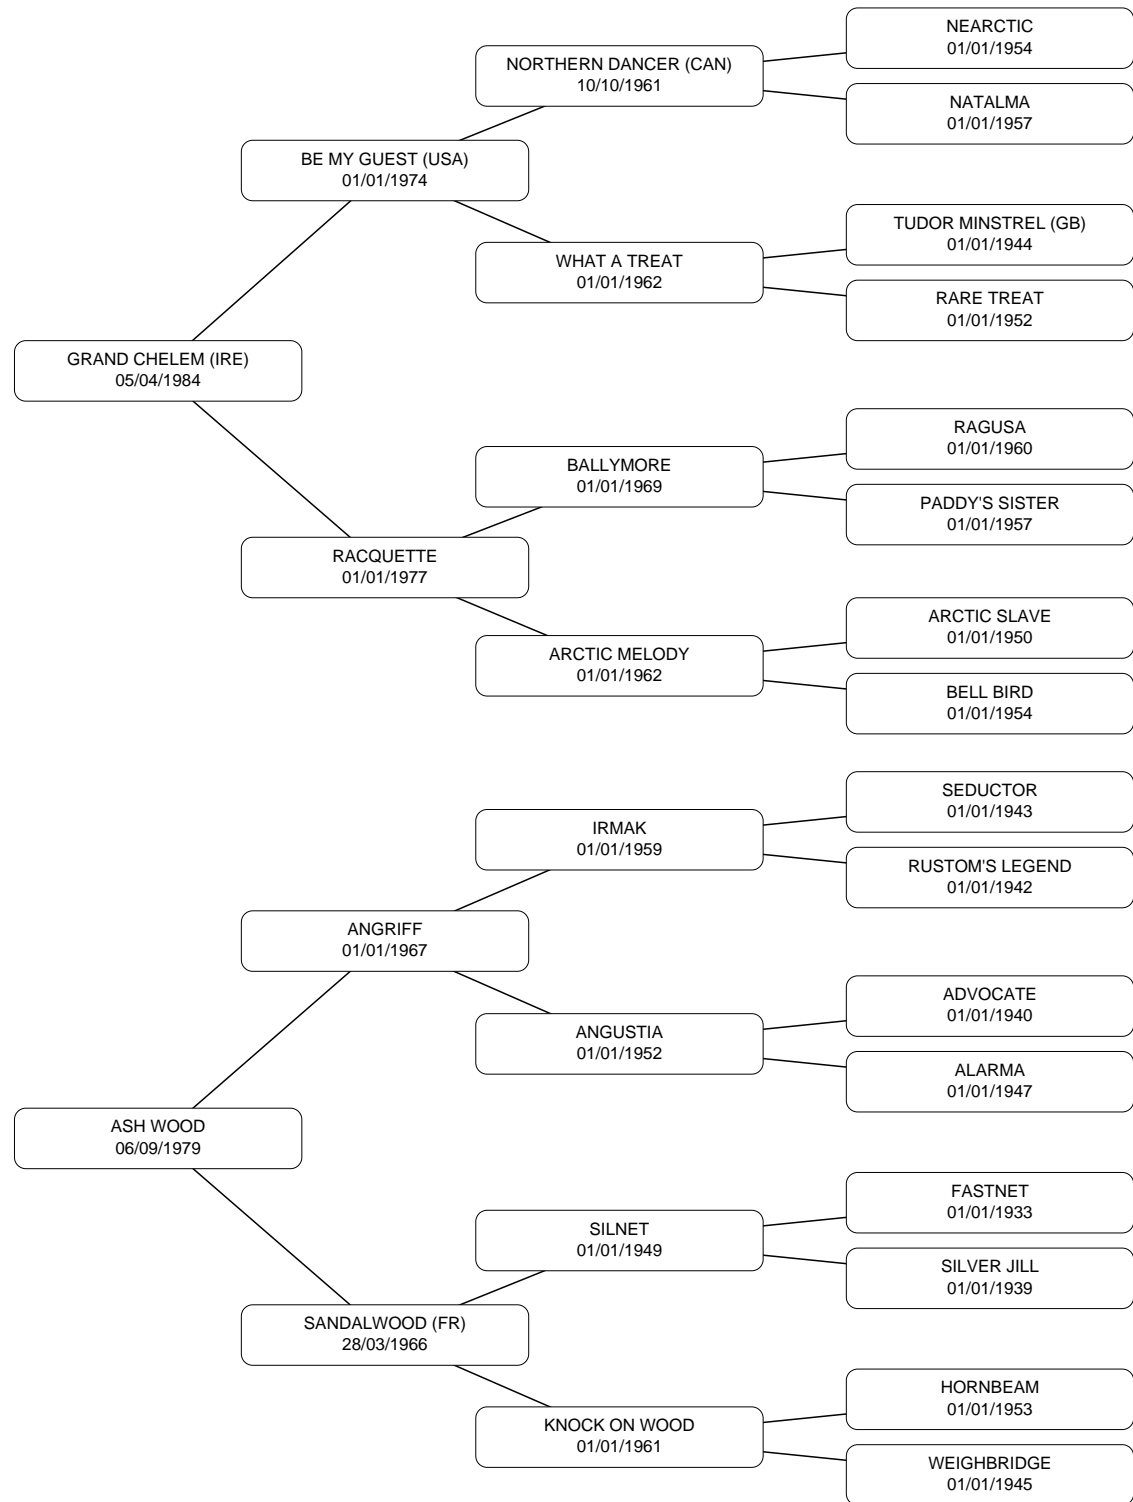 NEARCTIC
01/01/1954
NORTHERN DANCER (CAN)
10/10/1961
NATALMA
01/01/1957
BE MY GUEST (USA)
01/01/1974
TUDOR MINSTREL (GB)
01/01/1944
WHAT A TREAT
01/01/1962
RARE TREAT
01/01/1952
GRAND CHELEM (IRE)
05/04/1984
RAGUSA
01/01/1960
BALLYMORE
01/01/1969
PADDY'S SISTER
01/01/1957
RACQUETTE
01/01/1977
ARCTIC SLAVE
01/01/1950
ARCTIC MELODY
01/01/1962
BELL BIRD
01/01/1954
SEDUCTOR
01/01/1943
IRMAK
01/01/1959
RUSTOM'S LEGEND
01/01/1942
ANGRIFF
01/01/1967
ADVOCATE
01/01/1940
ANGUSTIA
01/01/1952
ALARMA
01/01/1947
ASH WOOD
06/09/1979
FASTNET
01/01/1933
SILNET
01/01/1949
SILVER JILL
01/01/1939
SANDALWOOD (FR)
28/03/1966
HORNBEAM
01/01/1953
KNOCK ON WOOD
01/01/1961
WEIGHBRIDGE
01/01/1945